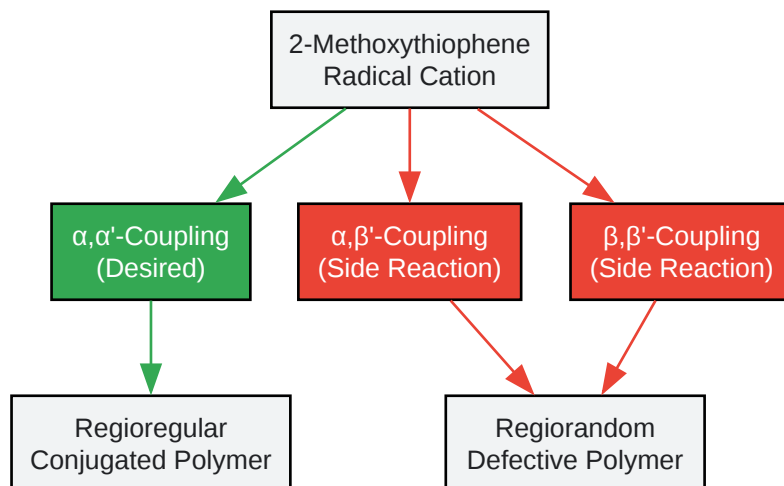 2-Methoxythiophene
Radical Cation
α,α'-Coupling
(Desired)
α,β'-Coupling
(Side Reaction)
β,β'-Coupling
(Side Reaction)
Regioregular
Conjugated Polymer
Regiorandom
Defective Polymer